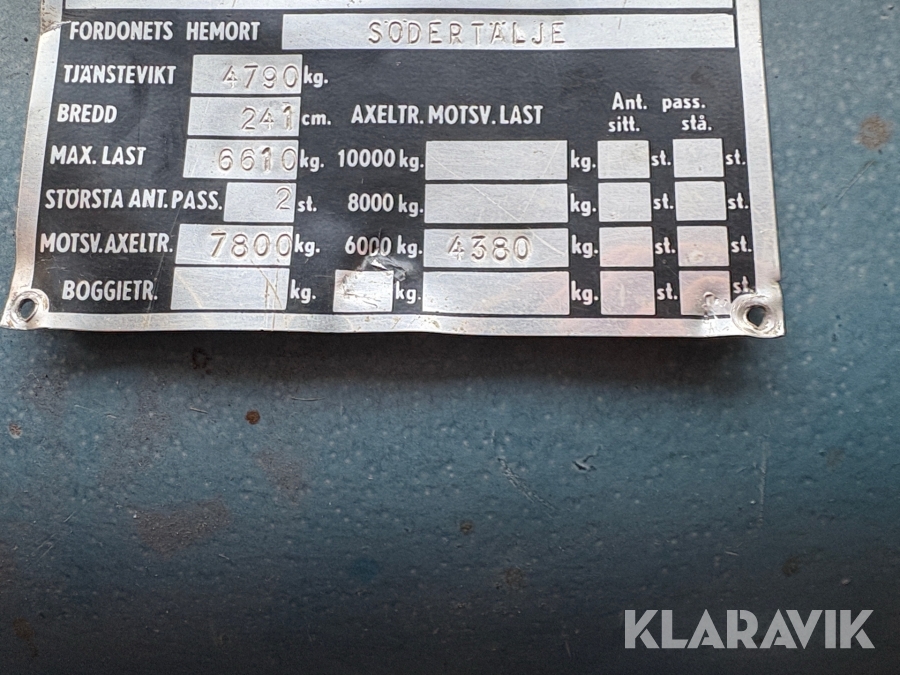 FORDONETS HEMORT SÖDERTÄLJE
TJÄNSTEVIKT 4790 kg.
BREDD 241 cm. AXELTR. MOTSV. LAST Ant. pass.
sitt. stå.
MAX. LAST 6610 kg. 10000 kg. kg. st. st.
STÖRSTA ANT. PASS. 2 st. 8000 kg. kg. st. st.
MOTSV. AXELTR. 7800 kg. 6000 kg. 4380 kg. st. st.
BOGGIETR. kg. kg. kg. st. st.
KLARAVIK